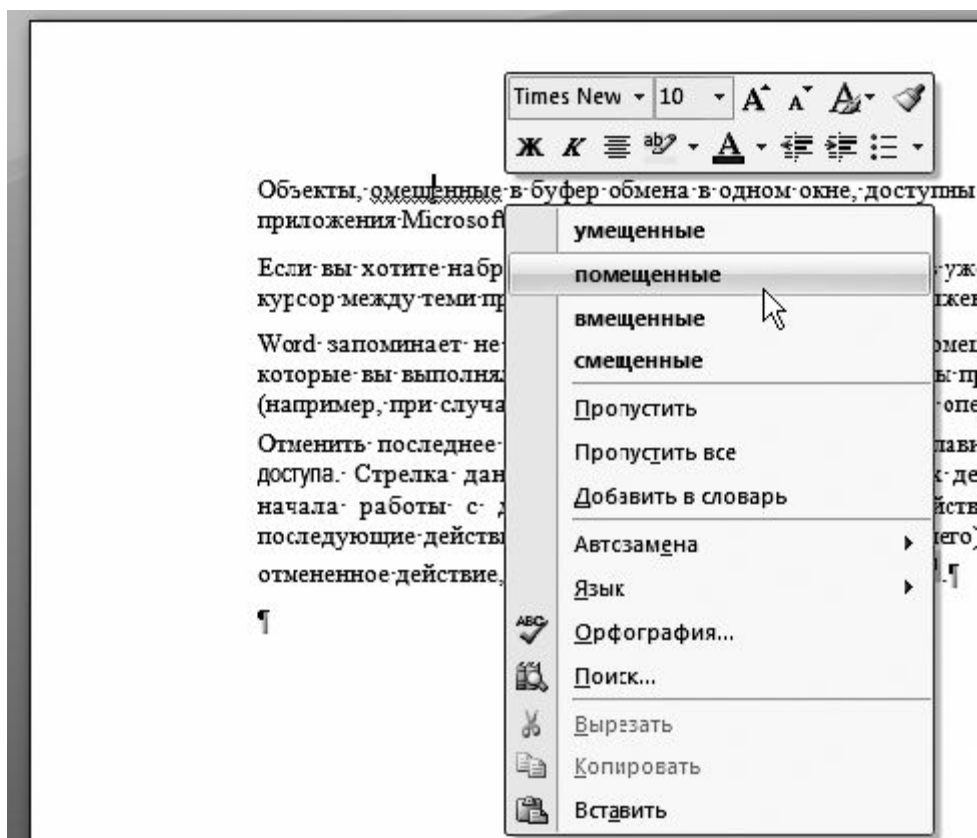 Times New 10
Ж К
Объекты, омещенные в буфер обмена в одном окне, доступны
приложения Microsoft
Если вы хотите набр
курсор между теми пр
Word запоминает не
которые вы выполнял
(например, при случа
Отменить последнее
доступа. Стрелка дан
начала работы с д
последующие действи
отмененное действие,
¶
умещенные
помещенные
вмещенные
смещенные
Пропустить
Пропустить все
Добавить в словарь
Автозамена
Язык
Орфография...
Поиск...
Вырезать
Копировать
Вставить